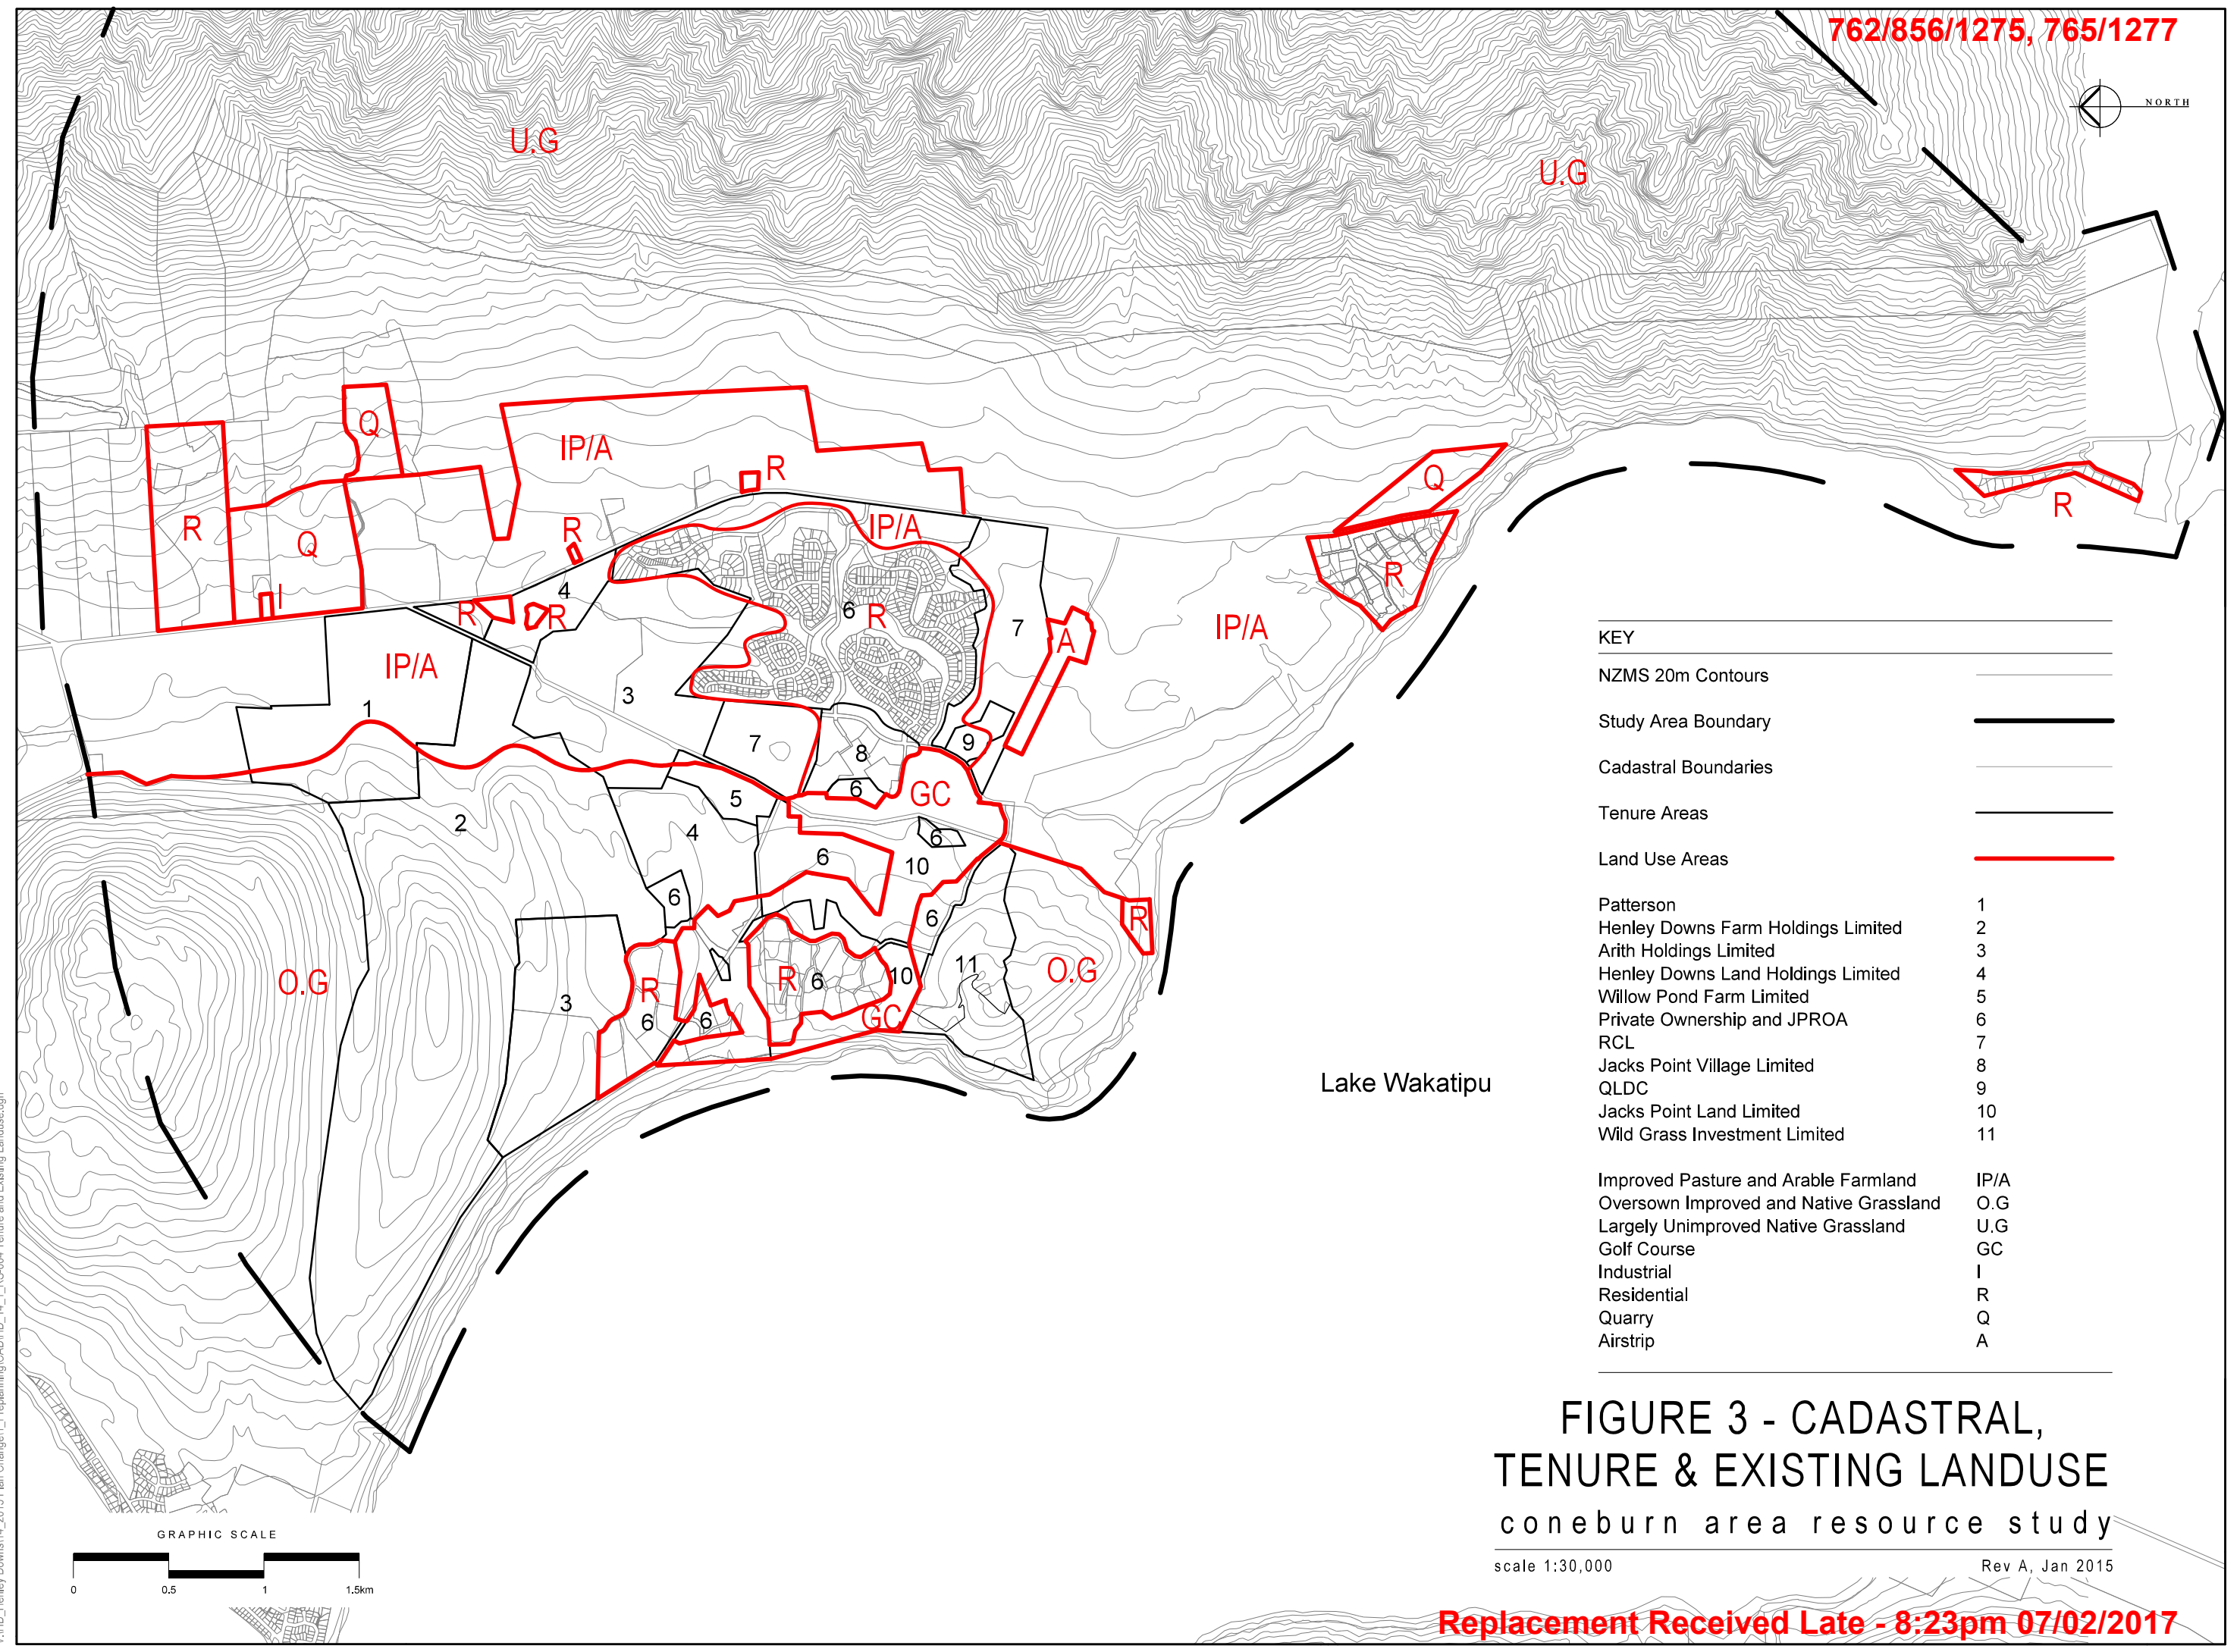 762/856/1275, 765/1277
NORTH
U.G
U.G
Q
IP/A
R
Q
R
Q
R
IP/A
R
I
4
R
R
6
R
7
A
IP/A
R
IP/A
1
3
7
8
9
6
GC
5
2
4
6
6
10
6
6
R
O.G
3
R
6
6
R
6
10
GC
11
O.G
Lake Wakatipu
KEY
NZMS 20m Contours
Study Area Boundary
Cadastral Boundaries
Tenure Areas
Land Use Areas
Patterson 1
Henley Downs Farm Holdings Limited 2
Arith Holdings Limited 3
Henley Downs Land Holdings Limited 4
Willow Pond Farm Limited 5
Private Ownership and JPROA 6
RCL 7
Jacks Point Village Limited 8
QLDC 9
Jacks Point Land Limited 10
Wild Grass Investment Limited 11
Improved Pasture and Arable Farmland IP/A
Oversown Improved and Native Grassland O.G
Largely Unimproved Native Grassland U.G
Golf Course GC
Industrial I
Residential R
Quarry Q
Airstrip A
FIGURE 3 - CADASTRAL,
TENURE & EXISTING LANDUSE
coneburn area resource study
scale 1:30,000 Rev A, Jan 2015
GRAPHIC SCALE
0 0.5 1 1.5km
Replacement Received Late - 8:23pm 07/02/2017